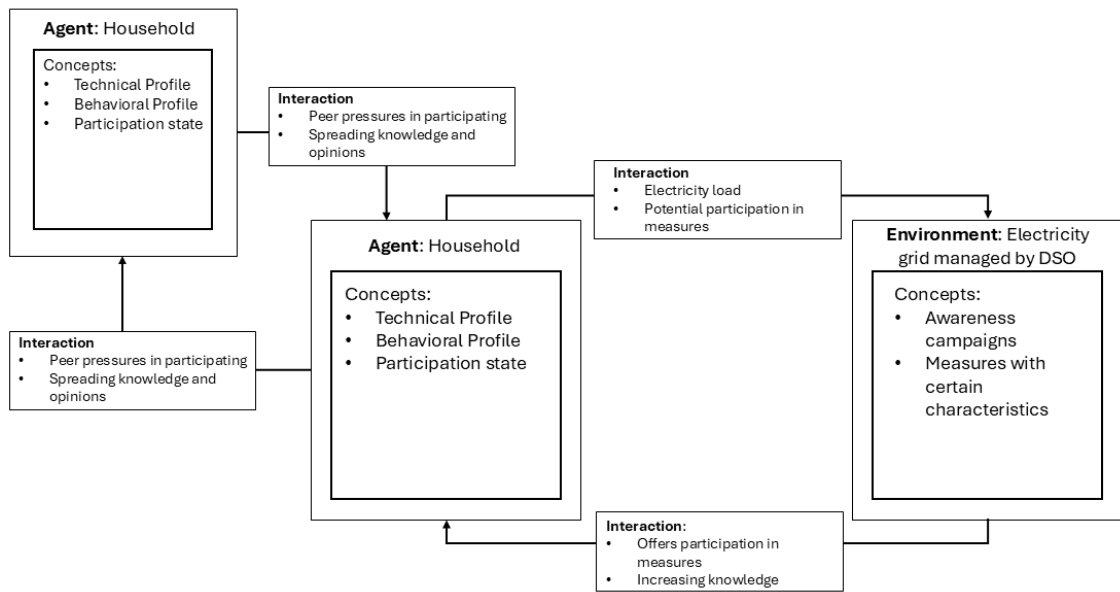 Agent: Household
Concepts:
• Technical Profile
• Behavioral Profile
• Participation state
Interaction
• Peer pressures in participating
• Spreading knowledge and
opinions
Interaction
• Electricity load
• Potential participation in
measures
Agent: Household
Concepts:
• Technical Profile
• Behavioral Profile
• Participation state
Environment: Electricity
grid managed by DSO
Concepts:
• Awareness
campaigns
• Measures with
certain
characteristics
Interaction
• Peer pressures in participating
• Spreading knowledge and
opinions
Interaction:
• Offers participation in
measures
• Increasing knowledge